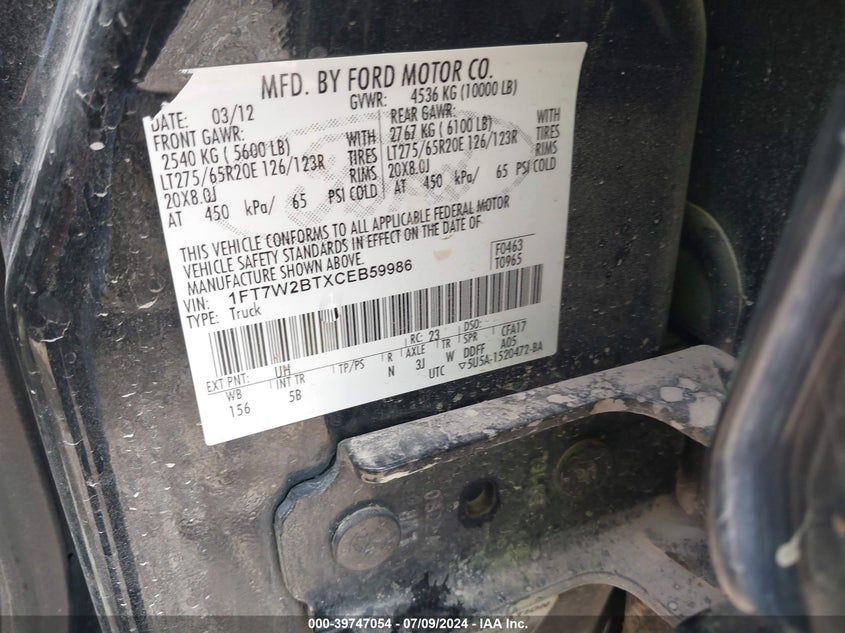 MFD. BY FORD MOTOR CO.
DATE: 03/12 GVWR: 4536 KG (10000 LB)
FRONT GAWR: REAR GAWR:
2540 KG ( 5600 LB) WITH 2767 KG ( 6100 LB) WITH
LT275/65R20E 126/123R TIRES LT275/65R20E 126/123R TIRES
20X8.0J RIMS 20X8.0J RIMS
AT 450 kPa/ 65 PSI COLD AT 450 kPa/ 65 PSI COLD
THIS VEHICLE CONFORMS TO ALL APPLICABLE FEDERAL MOTOR
VEHICLE SAFETY STANDARDS IN EFFECT ON THE DATE OF
MANUFACTURE SHOWN ABOVE.
VIN: 1FT7W2BTXCEB59986 F0463
TYPE: Truck T0965
EXT PNT: UH RC: 23 DSO:
WB INT TR TP/PS R AXLE TR SPR CFA17
156 5B N 3J W DDFF A05
UTC ▽5U5A-1520472-BA
000-39747054 - 07/09/2024 - IAA Inc.